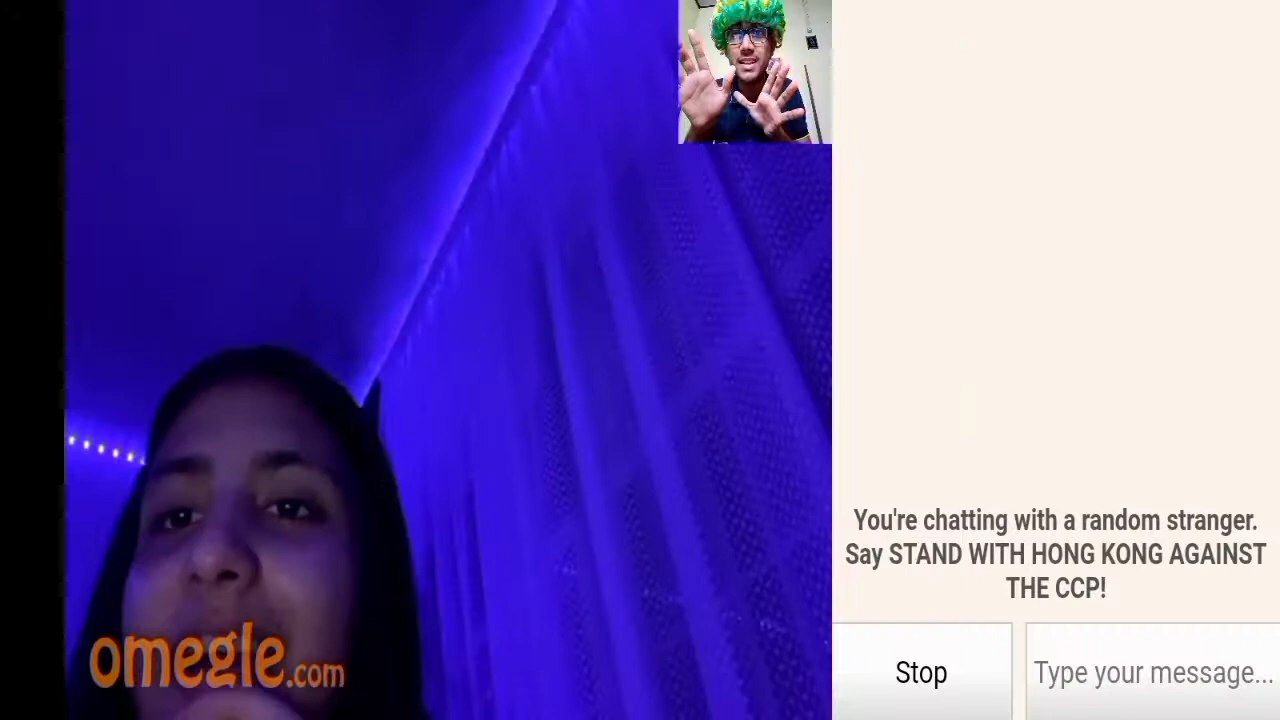 You're chatting with a random stranger.
Say STAND WITH HONG KONG AGAINST
THE CCP!
omegle.com
Stop
Type your message...